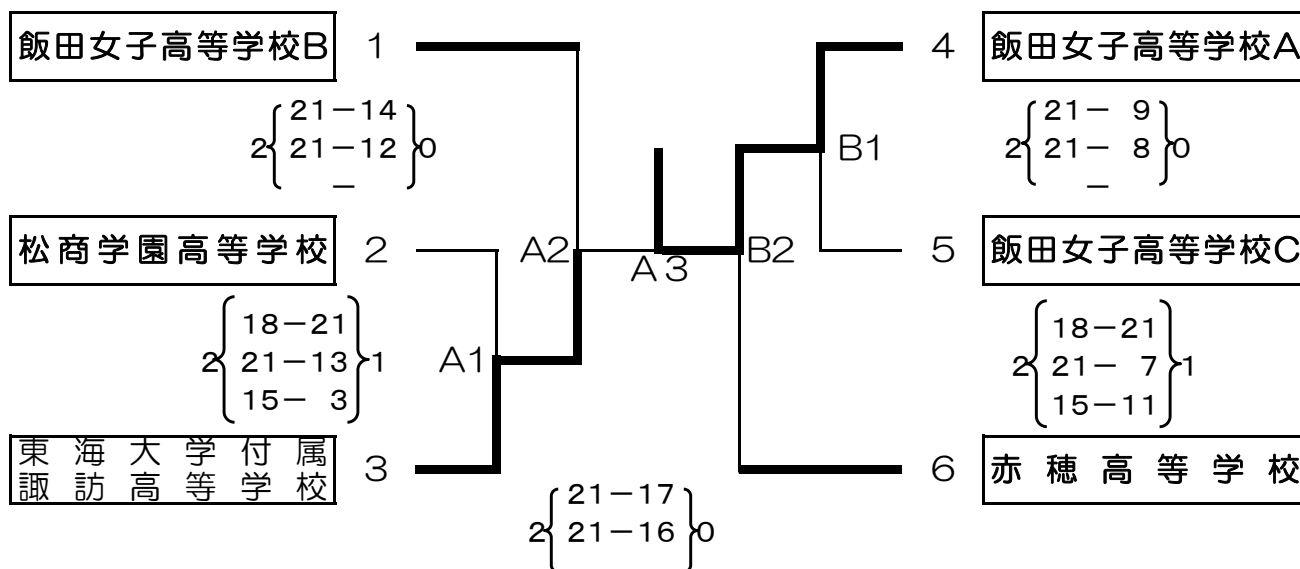 飯田女子高等学校B 1
4 飯田女子高等学校A
2 21－14 0
21－12
－
B1
2 21－ 9 0
21－ 8
－
松商学園高等学校 2
A2
A3
B2
5 飯田女子高等学校C
2 18－21 1
21－13
15－ 3
A1
2 18－21 1
21－ 7
15－11
東海大学付属
諏訪高等学校
3
6 赤穂高等学校
2 21－17 0
21－16